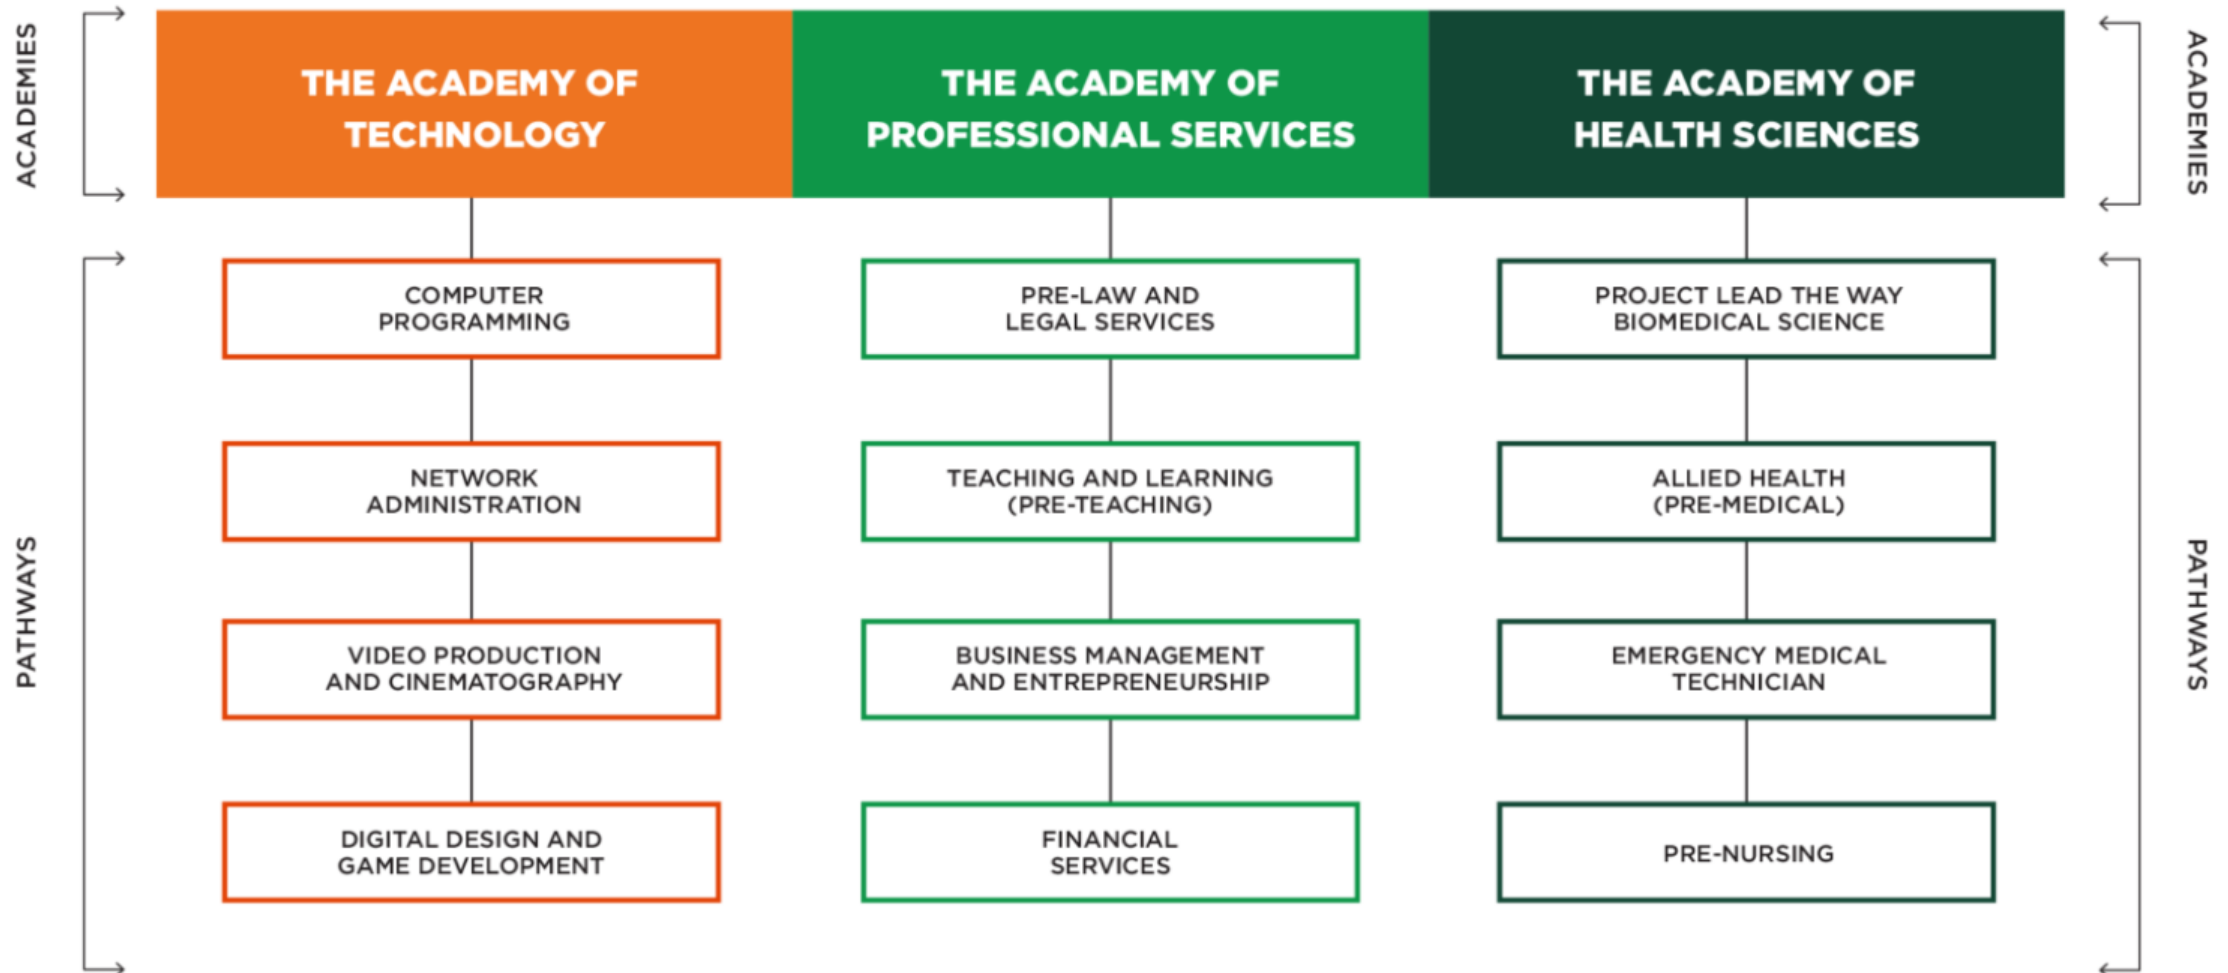 ACADEMIES
THE ACADEMY OF
TECHNOLOGY
THE ACADEMY OF
PROFESSIONAL SERVICES
THE ACADEMY OF
HEALTH SCIENCES
ACADEMIES
PATHWAYS
COMPUTER
PROGRAMMING
NETWORK
ADMINISTRATION
VIDEO PRODUCTION
AND CINEMATOGRAPHY
DIGITAL DESIGN AND
GAME DEVELOPMENT
PRE-LAW AND
LEGAL SERVICES
TEACHING AND LEARNING
(PRE-TEACHING)
BUSINESS MANAGEMENT
AND ENTREPRENEURSHIP
FINANCIAL
SERVICES
PROJECT LEAD THE WAY
BIOMEDICAL SCIENCE
ALLIED HEALTH
(PRE-MEDICAL)
EMERGENCY MEDICAL
TECHNICIAN
PRE-NURSING
PATHWAYS